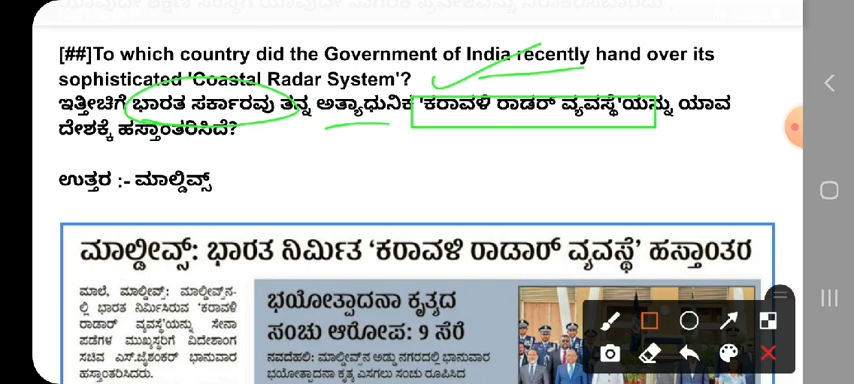 [##]To which country did the Government of India recently hand over its
sophisticated 'Coastal Radar System'?
ಇತ್ತೀಚಿಗೆ ಭಾರತ ಸರ್ಕಾರವು ತನ್ನ ಅತ್ಯಾಧುನಿಕ 'ಕರಾವಳಿ ರಾಡರ್ ವ್ಯವಸ್ಥೆ'ಯನ್ನು ಯಾವ
ದೇಶಕ್ಕೆ ಹಸ್ತಾಂತರಿಸಿದೆ?
ಉತ್ತರ :- ಮಾಲ್ಡಿವ್ಸ್
ಮಾಲ್ಡೀವ್ಸ್: ಭಾರತ ನಿರ್ಮಿತ 'ಕರಾವಳಿ ರಾಡಾರ್ ವ್ಯವಸ್ಥೆ' ಹಸ್ತಾಂತರ
ಮಾಲೆ, ಮಾಲ್ಡೀವ್ಸ್: ಮಾಲ್ಡೀವ್ಸ್‌ನ-
ಲ್ಲಿ ಭಾರತ ನಿರ್ಮಿಸಿರುವ 'ಕರಾವಳಿ
ರಾಡಾರ್ ವ್ಯವಸ್ಥೆ'ಯನ್ನು ಸೇನಾ
ಪಡೆಗಳ ಮುಖ್ಯಸ್ಥರಿಗೆ ವಿದೇಶಾಂಗ
ಸಚಿವ ಎಸ್.ಜೈಶಂಕರ್ ಭಾನುವಾರ
ಹಸ್ತಾಂತರಿಸಿದರು.
ಭಯೋತ್ಪಾದನಾ ಕೃತ್ಯದ
ಸಂಚು ಆರೋಪ: 9 ಸೆರೆ
ನವದೆಹಲಿ: ಮಾಲ್ಡೀವ್ಸ್‌ನ ಅಡ್ಡು ನಗರದಲ್ಲಿ ಭಾನುವಾರ
ಭಯೋತ್ಪಾದನಾ ಕೃತ್ಯ ಎಸಗಲು ಸಂಚು ರೂಪಿಸಿದ